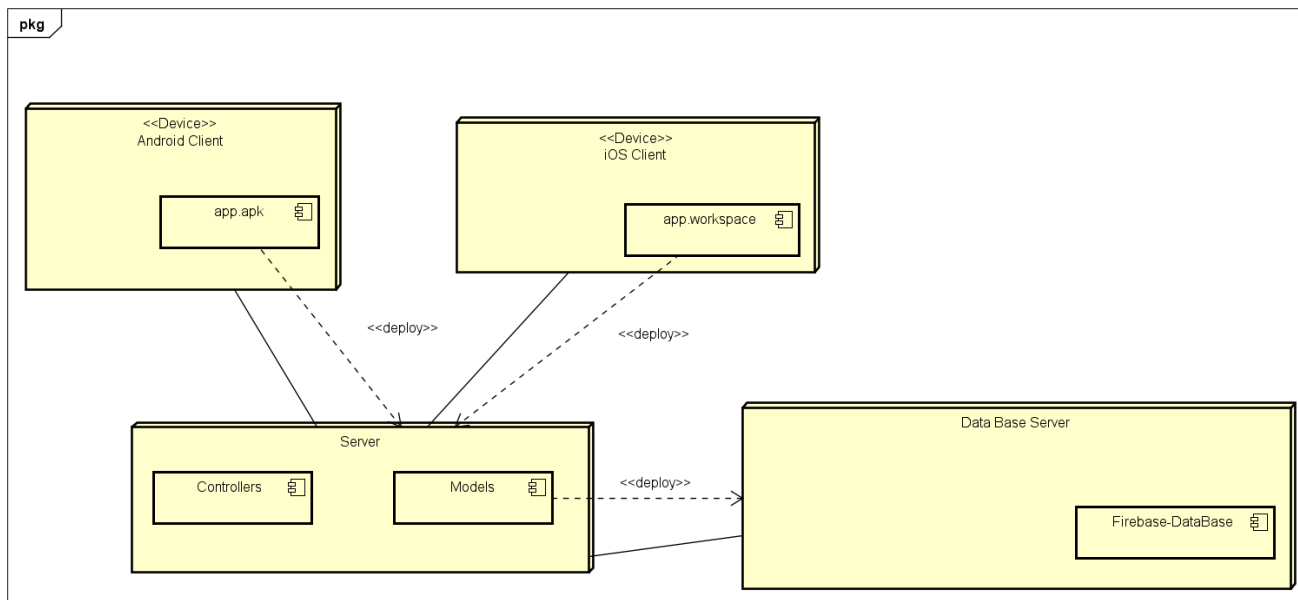 pkg
<<Device>>
Android Client
app.apk
<<Device>>
iOS Client
app.workspace
<<deploy>>
<<deploy>>
Server
Controllers
Models
<<deploy>>
Data Base Server
Firebase-DataBase